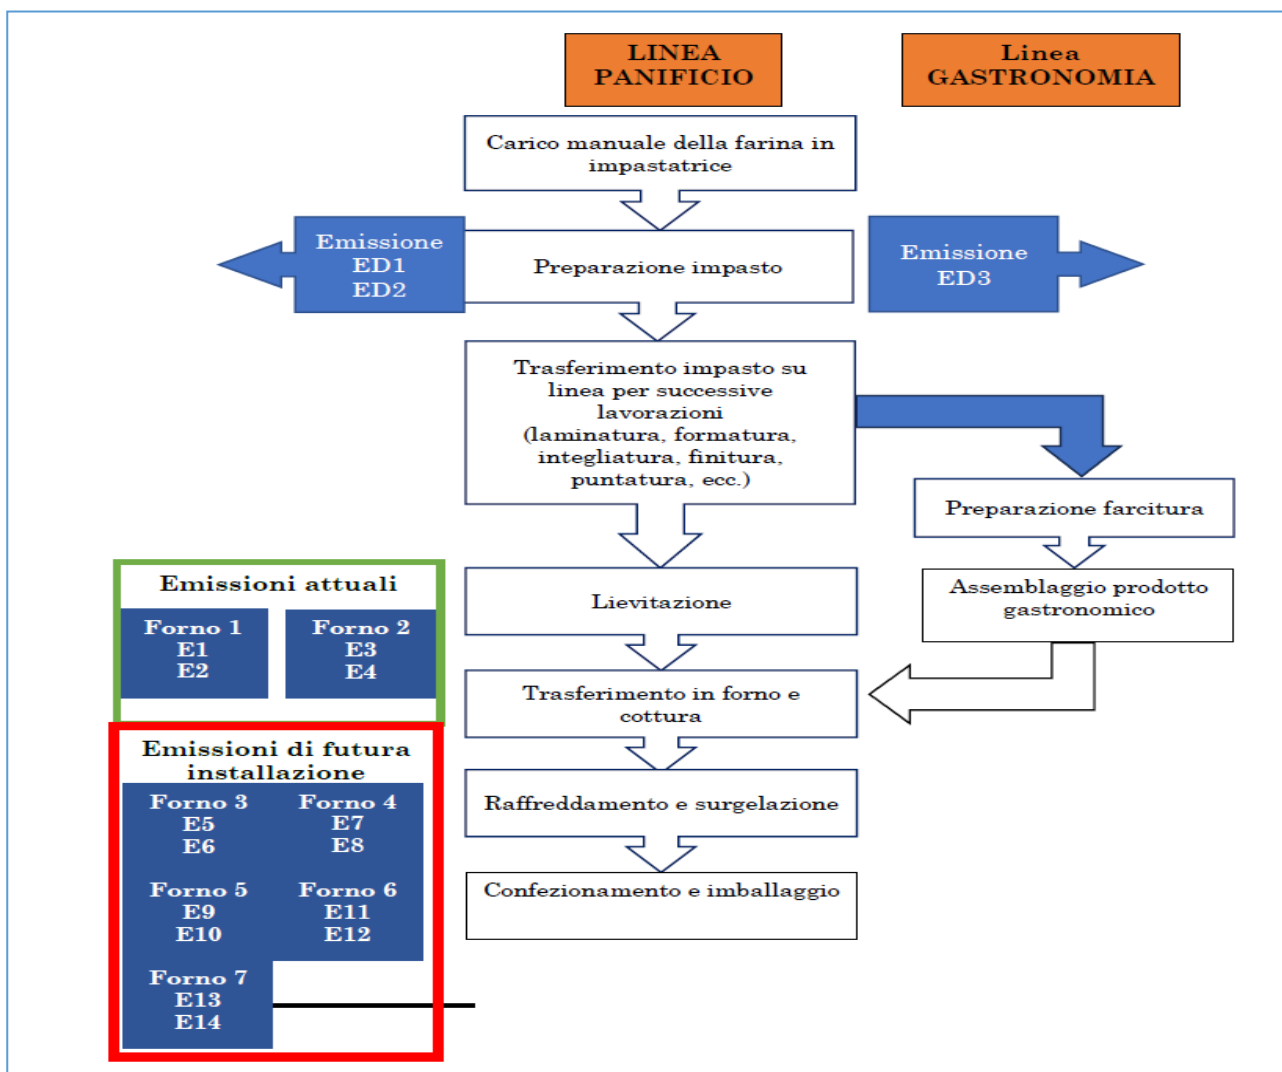 LINEA
PANIFICIO
Linea
GASTRONOMIA
Carico manuale della farina in
impastatrice
Emissione
ED1
ED2
Preparazione impasto
Emissione
ED3
Trasferimento impasto su
linea per successive
lavorazioni
(laminatura, formatura,
integliatura, finitura,
puntatura, ecc.)
Preparazione farcitura
Assemblaggio prodotto
gastronomico
Lievitazione
Trasferimento in forno e
cottura
Raffreddamento e surgelazione
Confezionamento e imballaggio
Emissioni attuali
Forno 1
E1
E2
Forno 2
E3
E4
Emissioni di futura
installazione
Forno 3
E5
E6
Forno 4
E7
E8
Forno 5
E9
E10
Forno 6
E11
E12
Forno 7
E13
E14